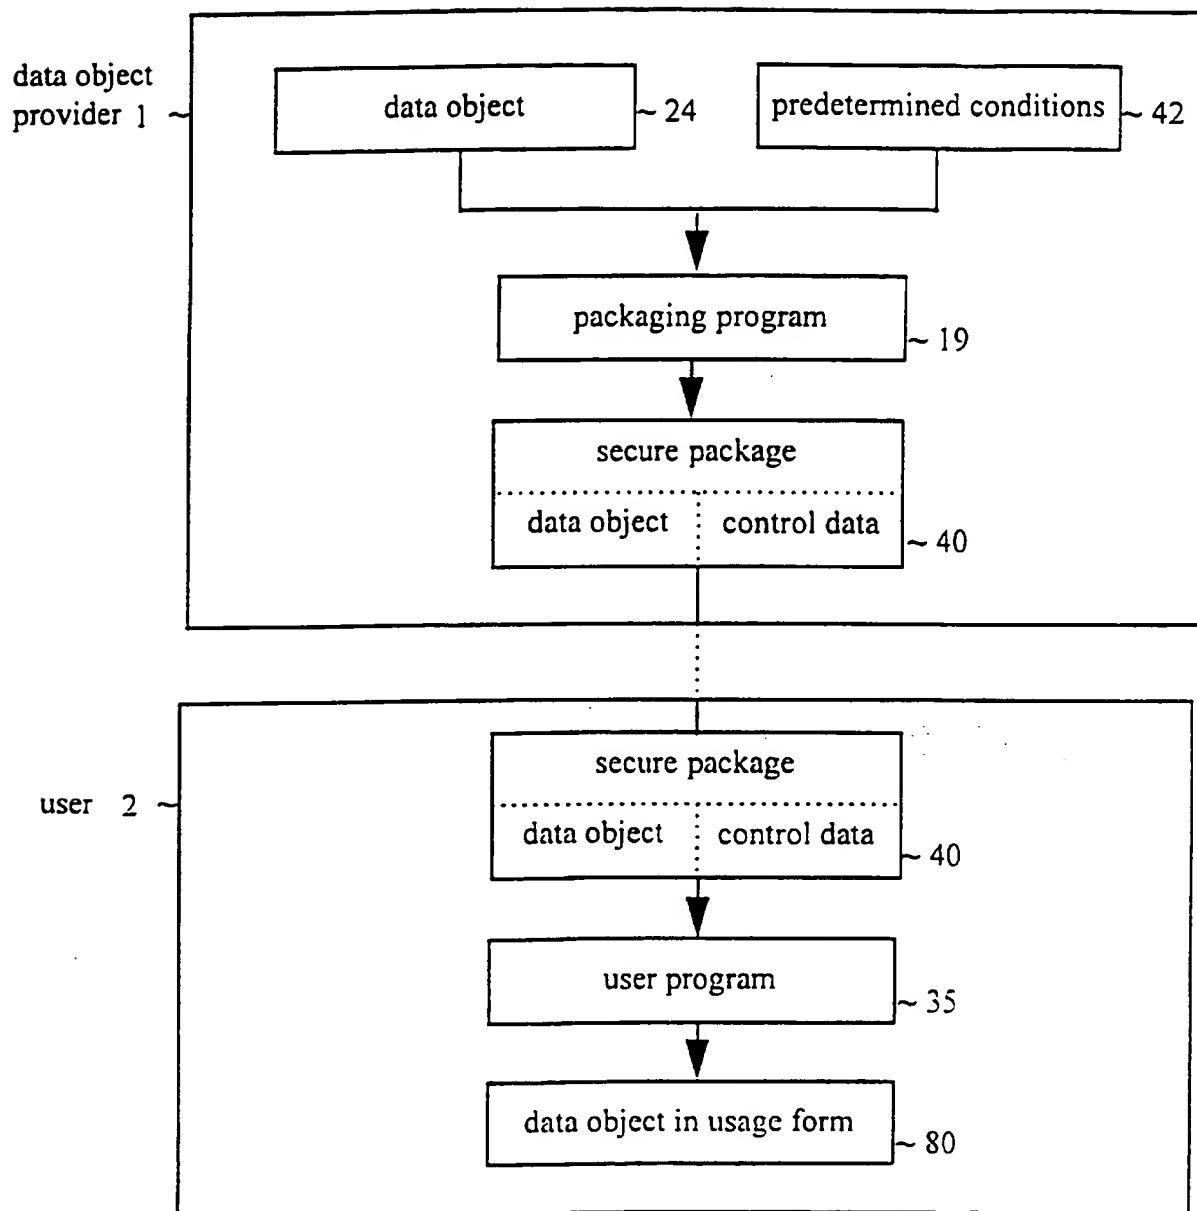 data object
provider 1 ~
data object
~ 24
predetermined conditions
~ 42
packaging program
~ 19
secure package
data object
control data
~ 40
user 2 ~
secure package
data object
control data
~ 40
user program
~ 35
data object in usage form
~ 80